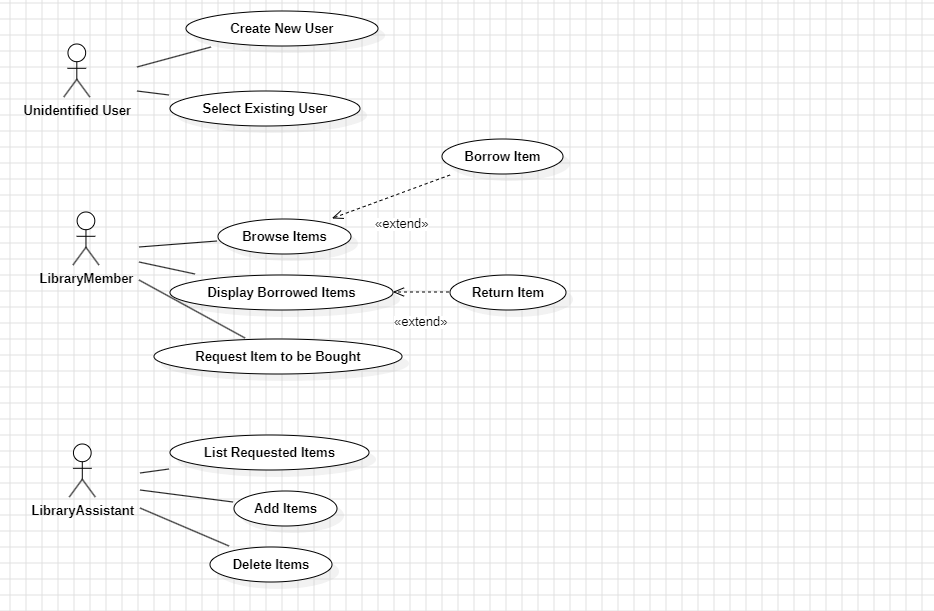 Create New User
Unidentified User
Select Existing User
Borrow Item
«extend»
Browse Items
LibraryMember
Display Borrowed Items
Return Item
«extend»
Request Item to be Bought
List Requested Items
LibraryAssistant
Add Items
Delete Items